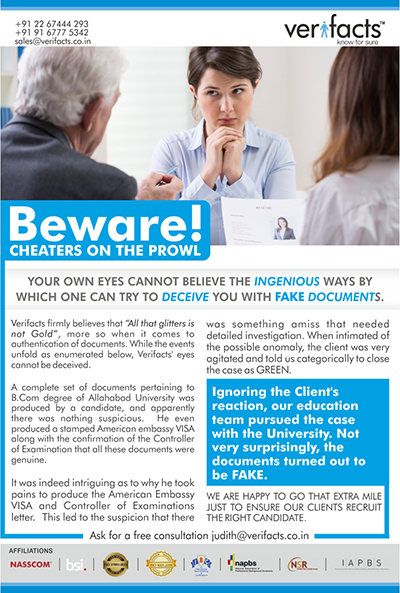 +91 22 67444 293
+91 91 6777 5342
sales@verifacts.co.in
verifacts™
know for sure
Beware!
CHEATERS ON THE PROWL
YOUR OWN EYES CANNOT BELIEVE THE INGENIOUS WAYS BY
WHICH ONE CAN TRY TO DECEIVE YOU WITH FAKE DOCUMENTS.
Verifacts firmly believes that "All that glitters is
not Gold", more so when it comes to
authentication of documents. While the events
unfold as enumerated below, Verifacts' eyes
cannot be deceived.
A complete set of documents pertaining to
B.Com degree of Allahabad University was
produced by a candidate, and apparently
there was nothing suspicious. He even
produced a stamped American embassy VISA
along with the confirmation of the Controller
of Examination that all these documents were
genuine.
It was indeed intriguing as to why he took
pains to produce the American Embassy
VISA and Controller of Examinations
letter. This led to the suspicion that there
was something amiss that needed
detailed investigation. When intimated of
the possible anomaly, the client was very
agitated and told us categorically to close
the case as GREEN.
Ignoring the Client's
reaction, our education
team pursued the case
with the University. Not
very surprisingly, the
documents turned out to
be FAKE.
WE ARE HAPPY TO GO THAT EXTRA MILE
JUST TO ENSURE OUR CLIENTS RECRUIT
THE RIGHT CANDIDATE.
Ask for a free consultation judith@verifacts.co.in
AFFILIATIONS
NASSCOM
bsi.
napbs
NSR
IAPBS